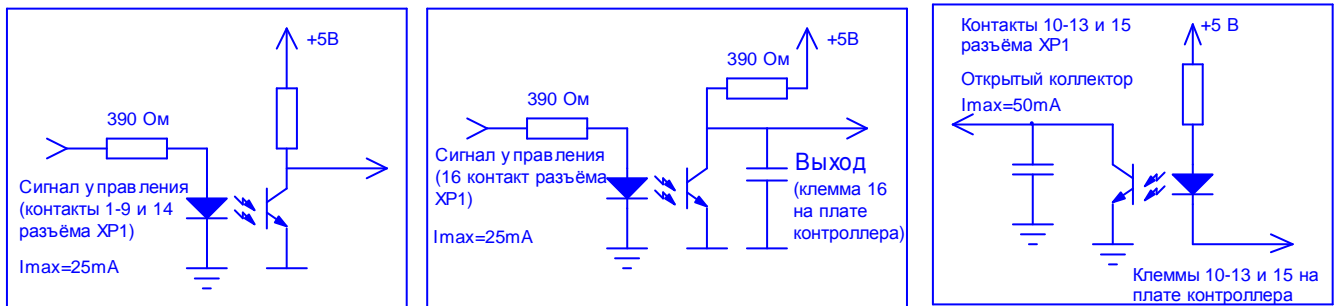 +5В
390 Ом
Сигнал управления
(контакты 1-9 и 14
разъёма XP1)
Imax=25mA
+5В
390 Ом
390 Ом
Сигнал управления
(16 контакт разъёма
XP1)
Imax=25mA
Выход
(клемма 16
на плате
контроллера)
Контакты 10-13 и 15
разъёма XP1
+5 В
Открытый коллектор
Imax=50mA
Клеммы 10-13 и 15 на
плате контроллера